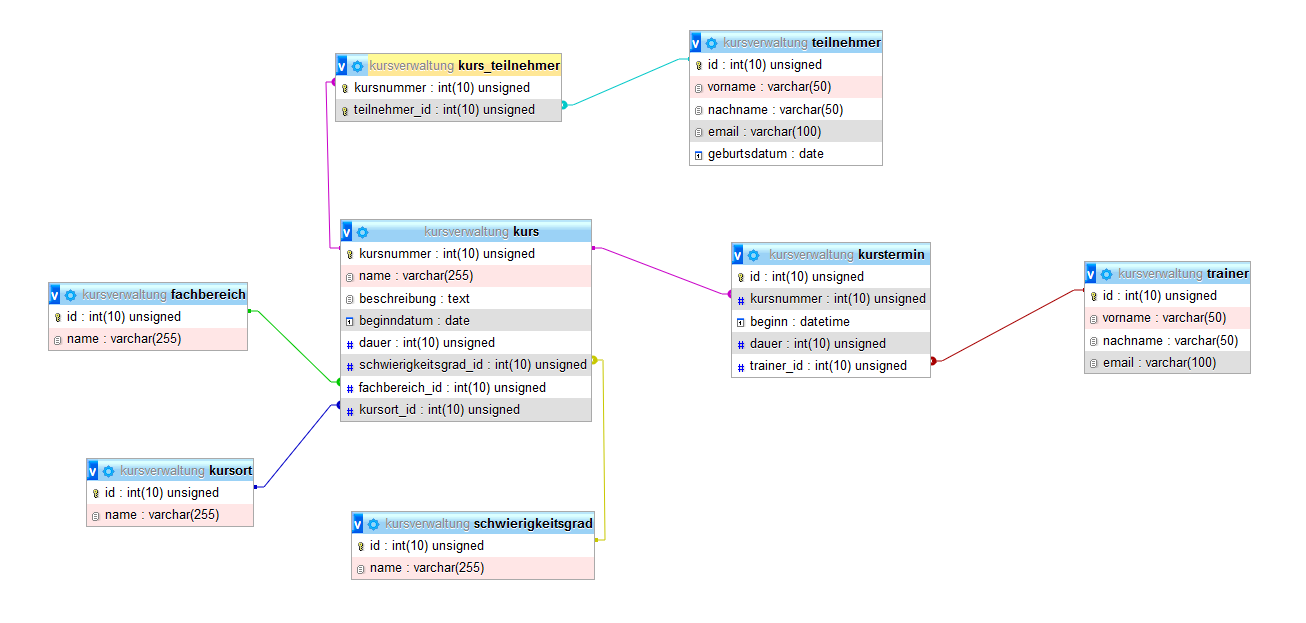 v kursverwaltung kurs_teilnehmer
kursnummer : int(10) unsigned
teilnehmer_id : int(10) unsigned
v kursverwaltung teilnehmer
id : int(10) unsigned
vorname : varchar(50)
nachname : varchar(50)
email : varchar(100)
geburtsdatum : date
v kursverwaltung kurs
kursnummer : int(10) unsigned
name : varchar(255)
beschreibung : text
beginndatum : date
# dauer : int(10) unsigned
# schwierigkeitsgrad_id : int(10) unsigned
# fachbereich_id : int(10) unsigned
# kursort_id : int(10) unsigned
v kursverwaltung kurstermin
id : int(10) unsigned
# kursnummer : int(10) unsigned
beginn : datetime
# dauer : int(10) unsigned
# trainer_id : int(10) unsigned
v kursverwaltung trainer
id : int(10) unsigned
vorname : varchar(50)
nachname : varchar(50)
email : varchar(100)
v kursverwaltung fachbereich
id : int(10) unsigned
name : varchar(255)
v kursverwaltung kursort
id : int(10) unsigned
name : varchar(255)
v kursverwaltung schwierigkeitsgrad
id : int(10) unsigned
name : varchar(255)